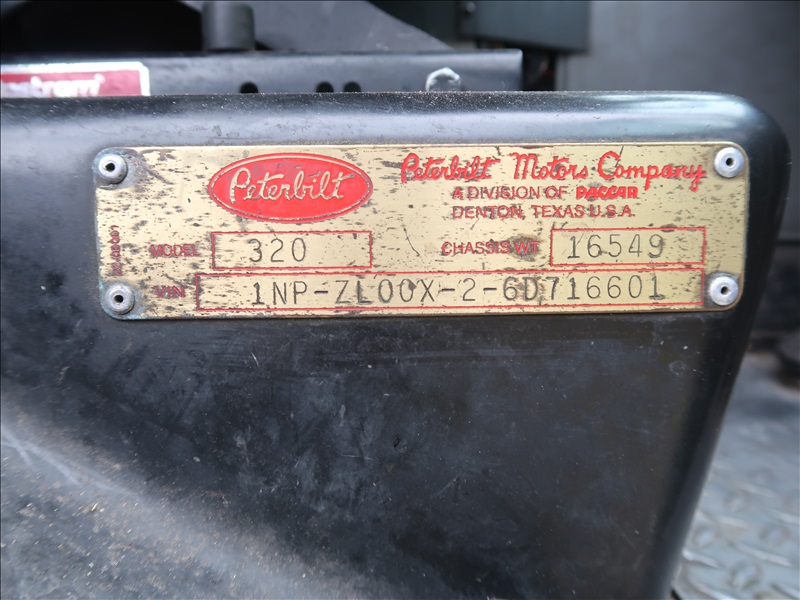 Peterbilt
Peterbilt Motors Company
A DIVISION OF PACCAR
DENTON, TEXAS U.S.A.
MODEL 320 CHASSIS WT. 16549
VIN 1NP-ZL00X-2-6D716601